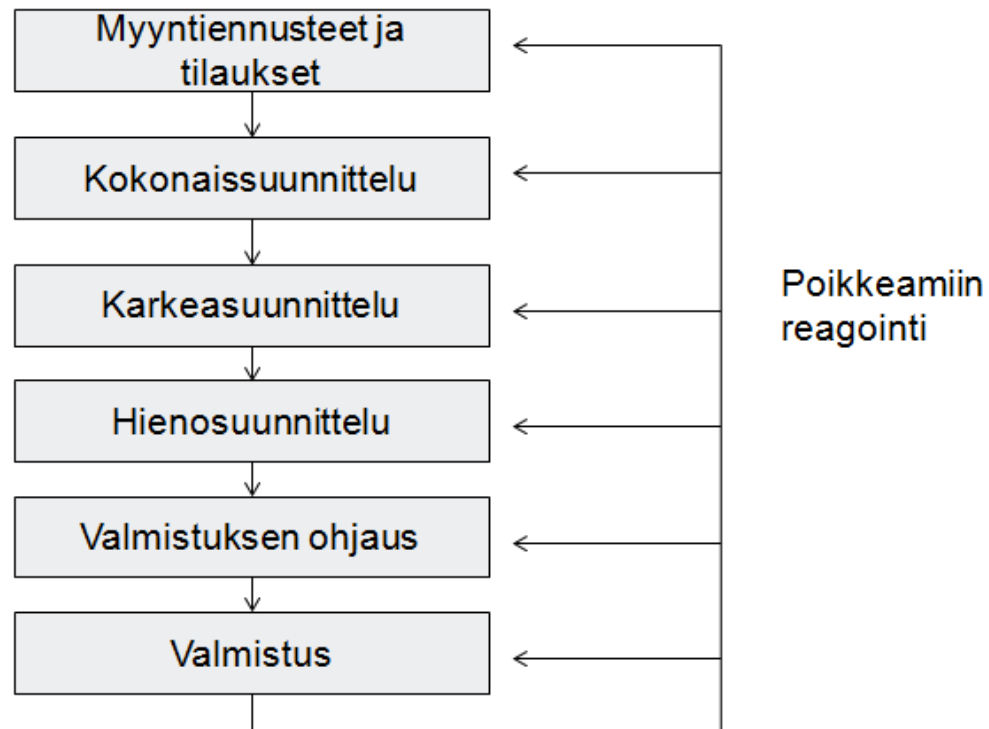 Myyntiennusteet ja
tilaukset
Kokonaissuunnittelu
Karkeasuunnittelu
Hienosuunnittelu
Valmistuksen ohjaus
Valmistus
Poikkeamiin
reagointi